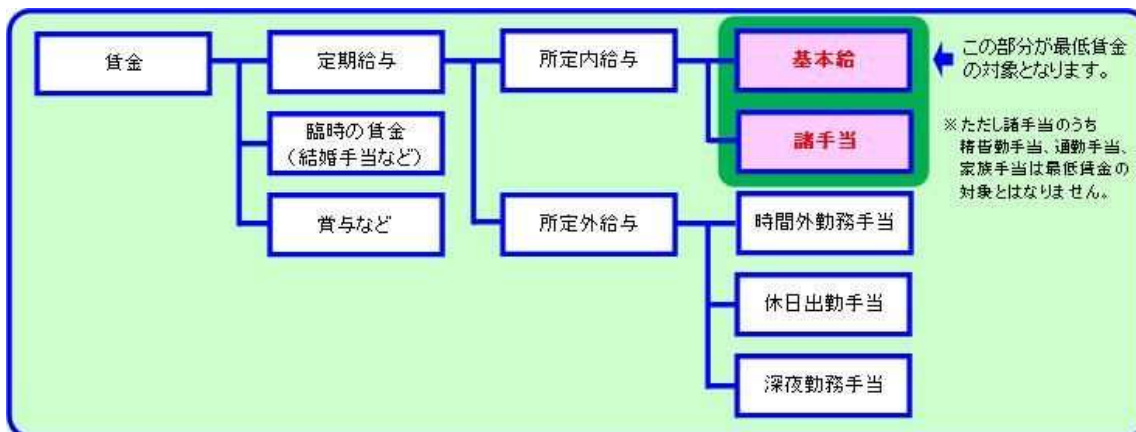 賃金
定期給与
所定内給与
基本給
この部分が最低賃金
の対象となります。
臨時の賃金
（結婚手当など）
諸手当
※ただし諸手当のうち
精皆勤手当、通勤手当、
家族手当は最低賃金の
対象とはなりません。
賞与など
所定外給与
時間外勤務手当
休日出勤手当
深夜勤務手当